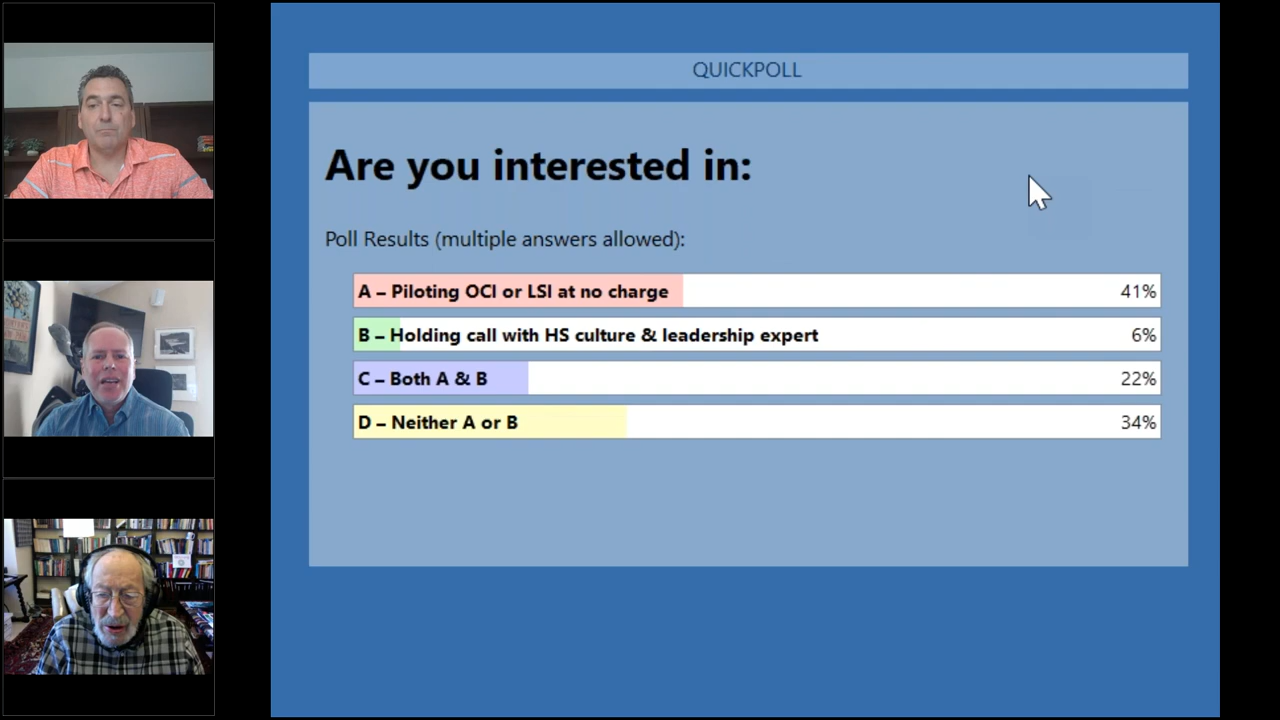 QUICKPOLL
Are you interested in:
Poll Results (multiple answers allowed):
A – Piloting OCI or LSI at no charge 41%
B – Holding call with HS culture & leadership expert 6%
C – Both A & B 22%
D – Neither A or B 34%